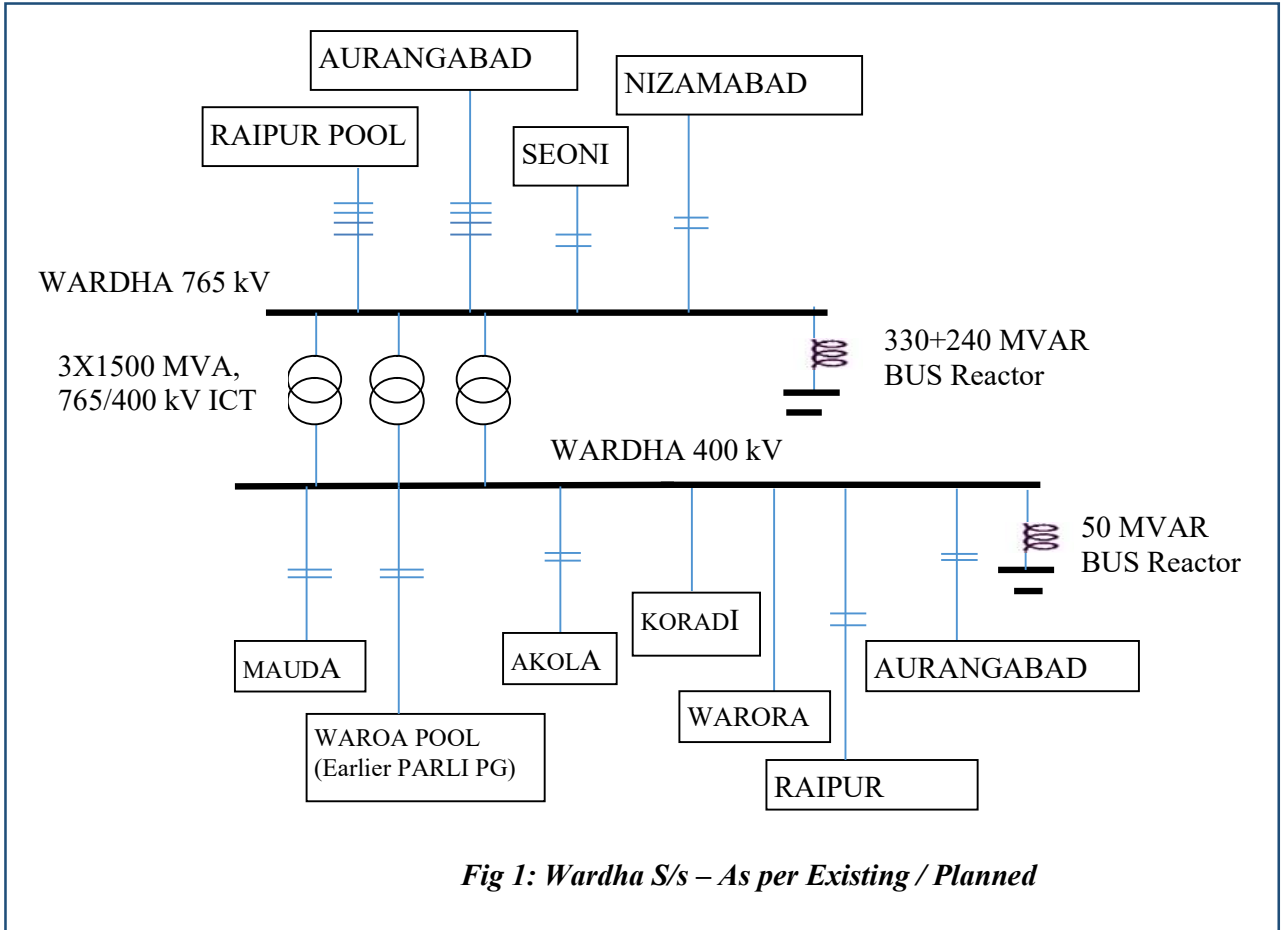 AURANGABAD
NIZAMABAD
RAIPUR POOL
SEONI
WARDHA 765 kV
330+240 MVAR
BUS Reactor
3X1500 MVA,
765/400 kV ICT
WARDHA 400 kV
50 MVAR
BUS Reactor
KORADI
MAUDA
AKOLA
AURANGABAD
WARORA
WAROA POOL
(Earlier PARLI PG)
RAIPUR
Fig 1: Wardha S/s – As per Existing / Planned